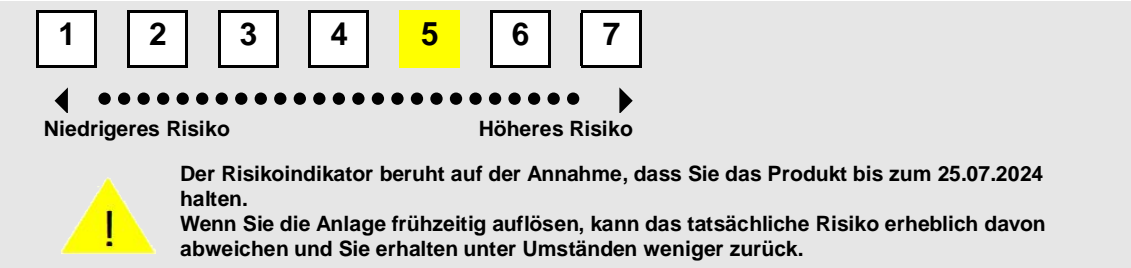 1 2 3 4 5 6 7
Niedrigeres Risiko Höheres Risiko
Der Risikoindikator beruht auf der Annahme, dass Sie das Produkt bis zum 25.07.2024
halten.
Wenn Sie die Anlage frühzeitig auflösen, kann das tatsächliche Risiko erheblich davon
abweichen und Sie erhalten unter Umständen weniger zurück.
!